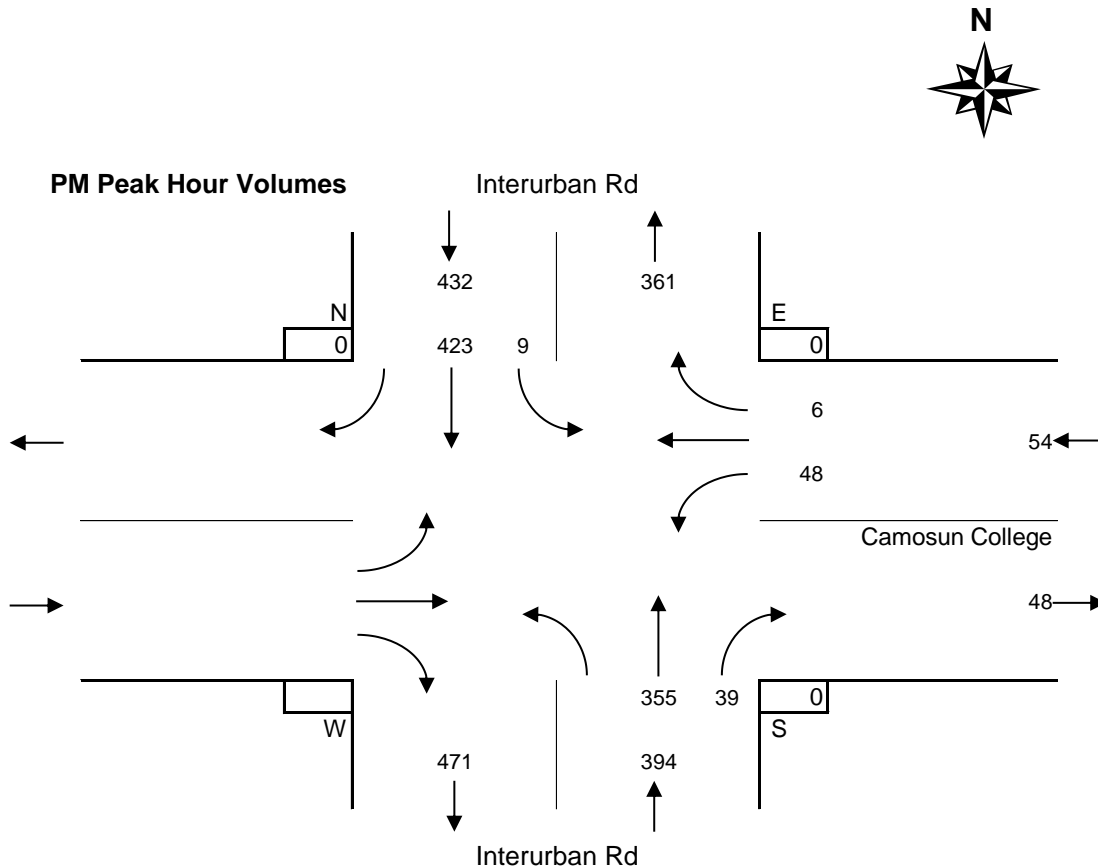 N
PM Peak Hour Volumes Interurban Rd
432 361
N E
0 423 9 0
6
54
48
Camosun College
48
355 39 0
W S
471 394
Interurban Rd